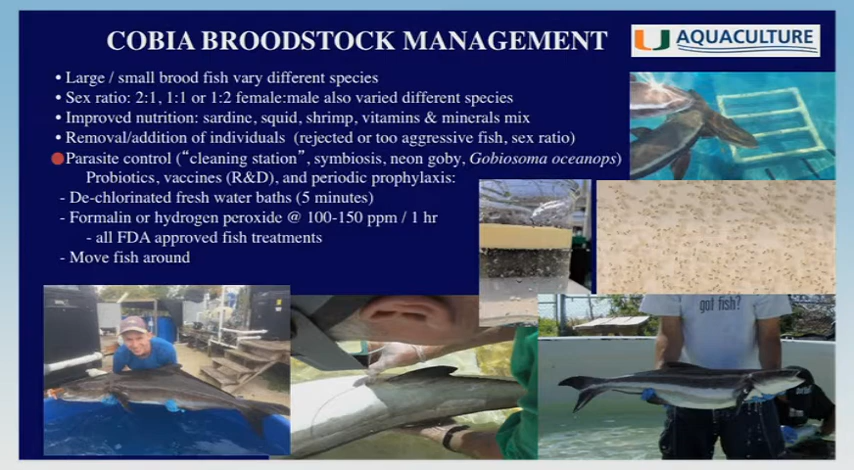 COBIA BROODSTOCK MANAGEMENT
U AQUACULTURE
• Large / small brood fish vary different species
• Sex ratio: 2:1, 1:1 or 1:2 female:male also varied different species
• Improved nutrition: sardine, squid, shrimp, vitamins & minerals mix
• Removal/addition of individuals (rejected or too aggressive fish, sex ratio)
Parasite control (“cleaning station”, symbiosis, neon goby, Gobiosoma oceanops)
Probiotics, vaccines (R&D), and periodic prophylaxis:
- De-chlorinated fresh water baths (5 minutes)
- Formalin or hydrogen peroxide @ 100-150 ppm / 1 hr
- all FDA approved fish treatments
- Move fish around
got fish?